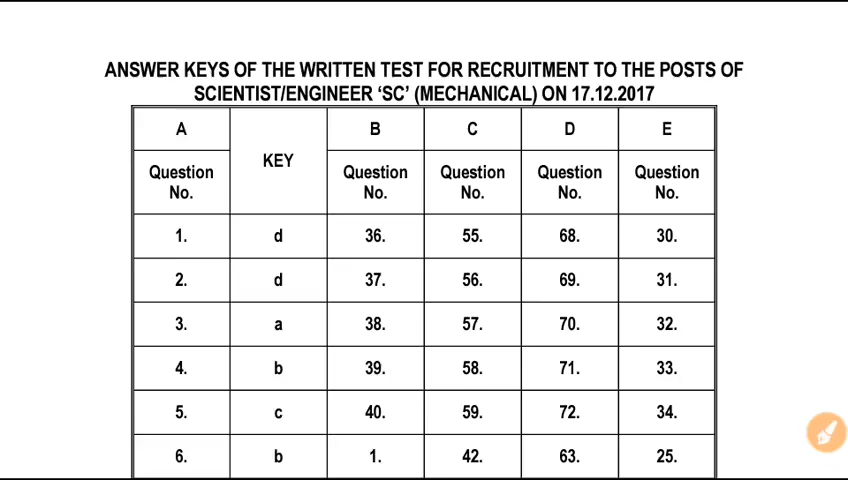 ANSWER KEYS OF THE WRITTEN TEST FOR RECRUITMENT TO THE POSTS OF
SCIENTIST/ENGINEER ‘SC’ (MECHANICAL) ON 17.12.2017
A KEY B C D E
Question No. Question No. Question No. Question No. Question No.
1. d 36. 55. 68. 30.
2. d 37. 56. 69. 31.
3. a 38. 57. 70. 32.
4. b 39. 58. 71. 33.
5. c 40. 59. 72. 34.
6. b 1. 42. 63. 25.